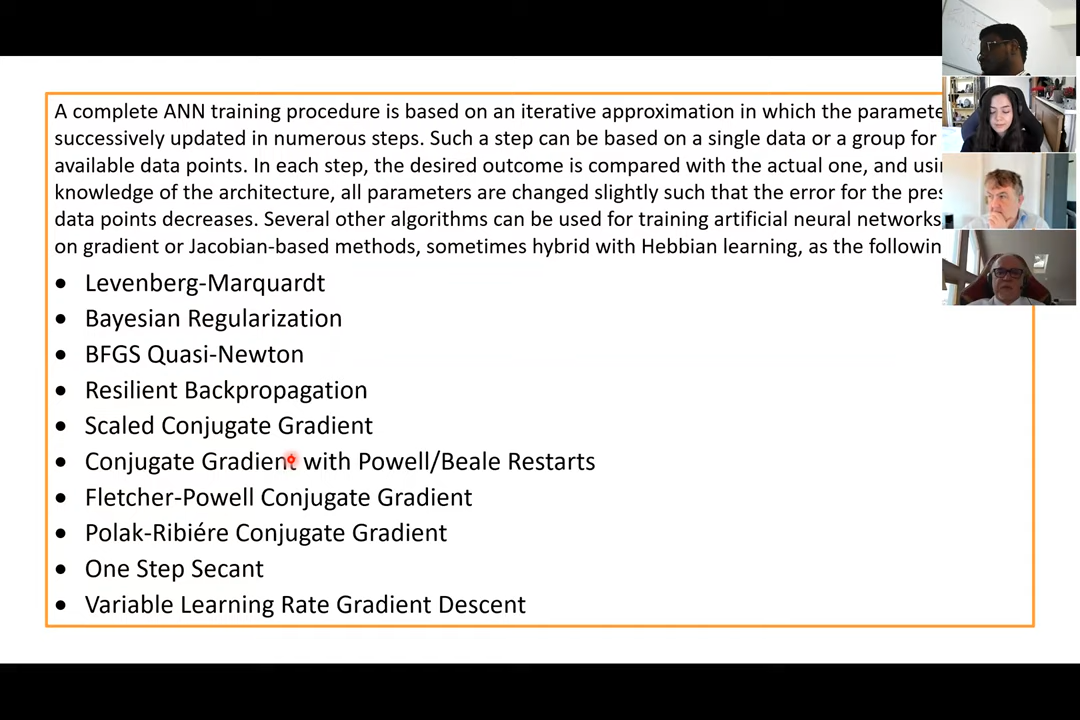 A complete ANN training procedure is based on an iterative approximation in which the
successively updated in numerous steps. Such a step can be based on a single data or a group for
available data points. In each step, the desired outcome is compared with the actual one, and
knowledge of the architecture, all parameters are changed slightly such that the error for the
data points decreases. Several other algorithms can be used for training artificial neural networks
on gradient or Jacobian-based methods, sometimes hybrid with Hebbian learning, as the
• Levenberg-Marquardt
• Bayesian Regularization
• BFGS Quasi-Newton
• Resilient Backpropagation
• Scaled Conjugate Gradient
• Conjugate Gradient with Powell/Beale Restarts
• Fletcher-Powell Conjugate Gradient
• Polak-Ribiére Conjugate Gradient
• One Step Secant
• Variable Learning Rate Gradient Descent